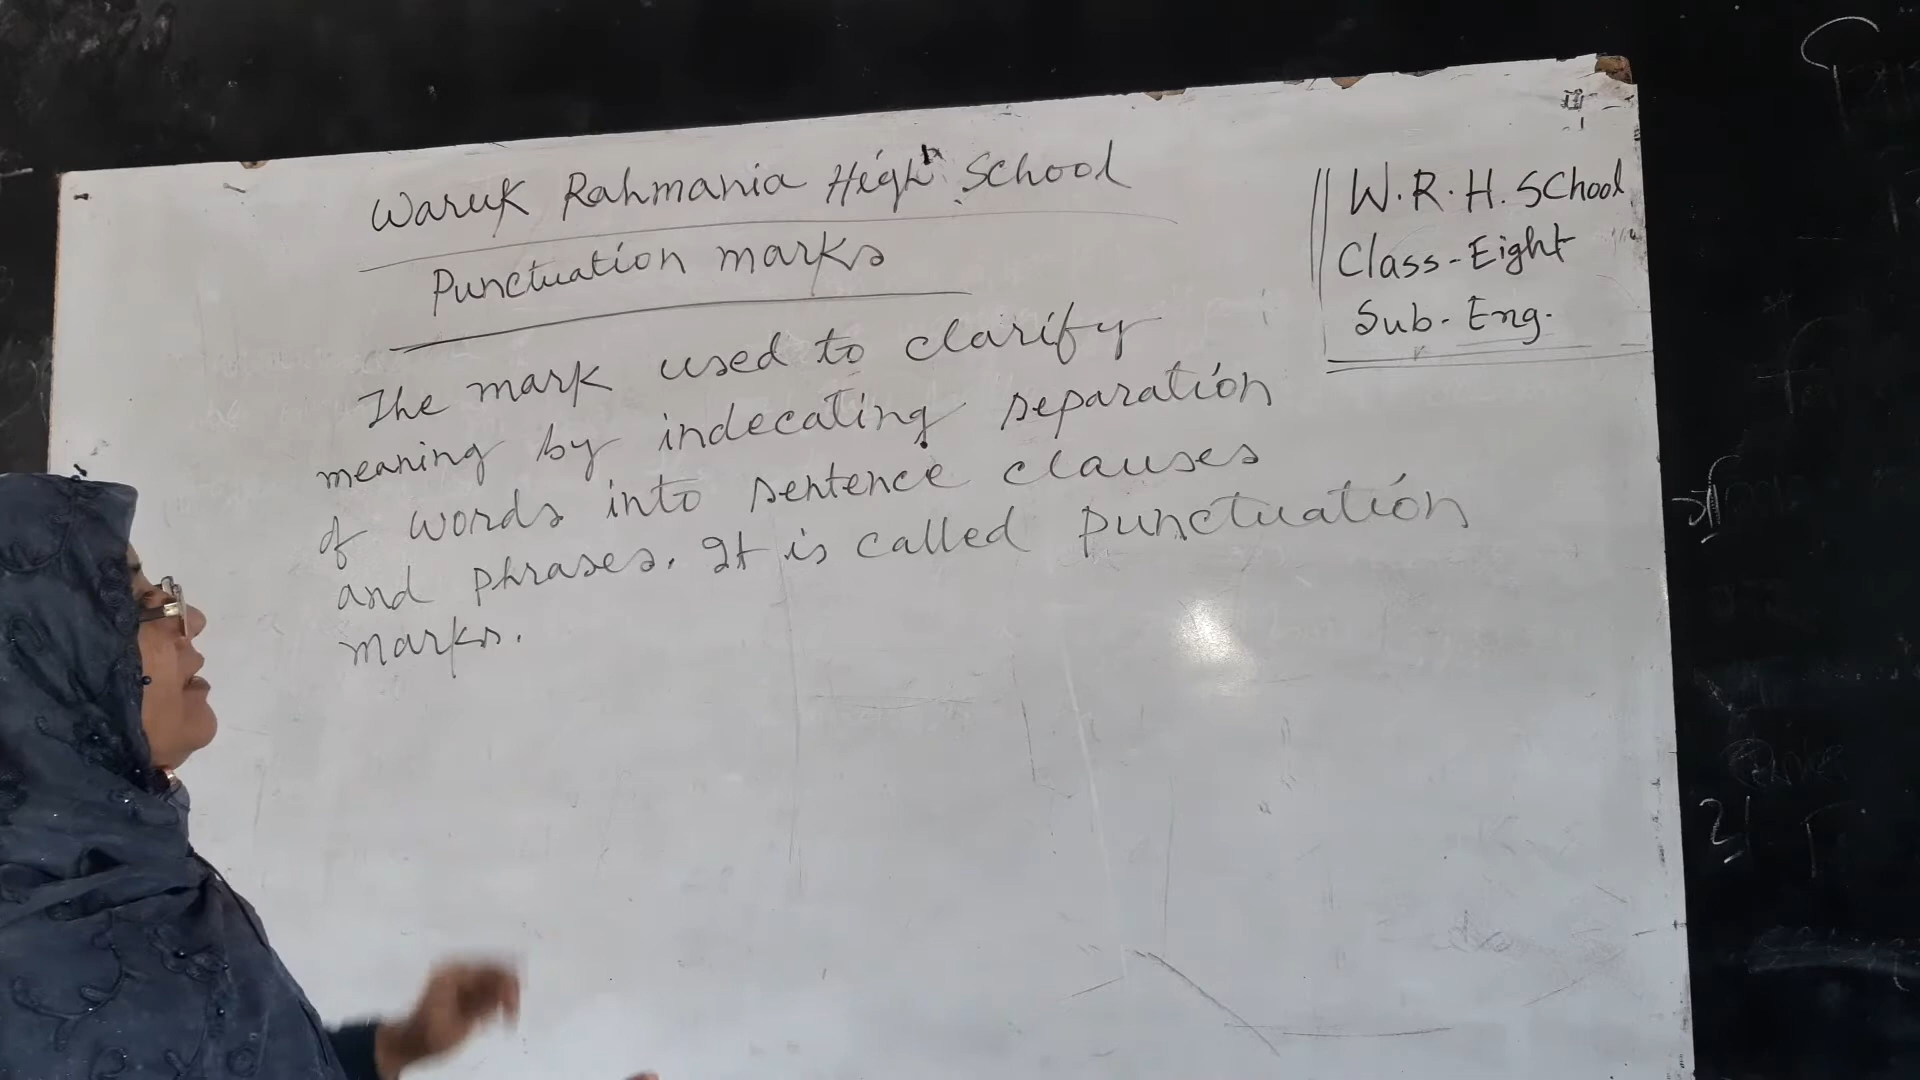 Waruk Rahmania High School
Punctuation marks
The mark used to clarify
meaning by indecating separation
of words into sentence clauses
and phrases. It is called punctuation
marks.
W.R.H. School
Class-Eight
Sub- Eng.